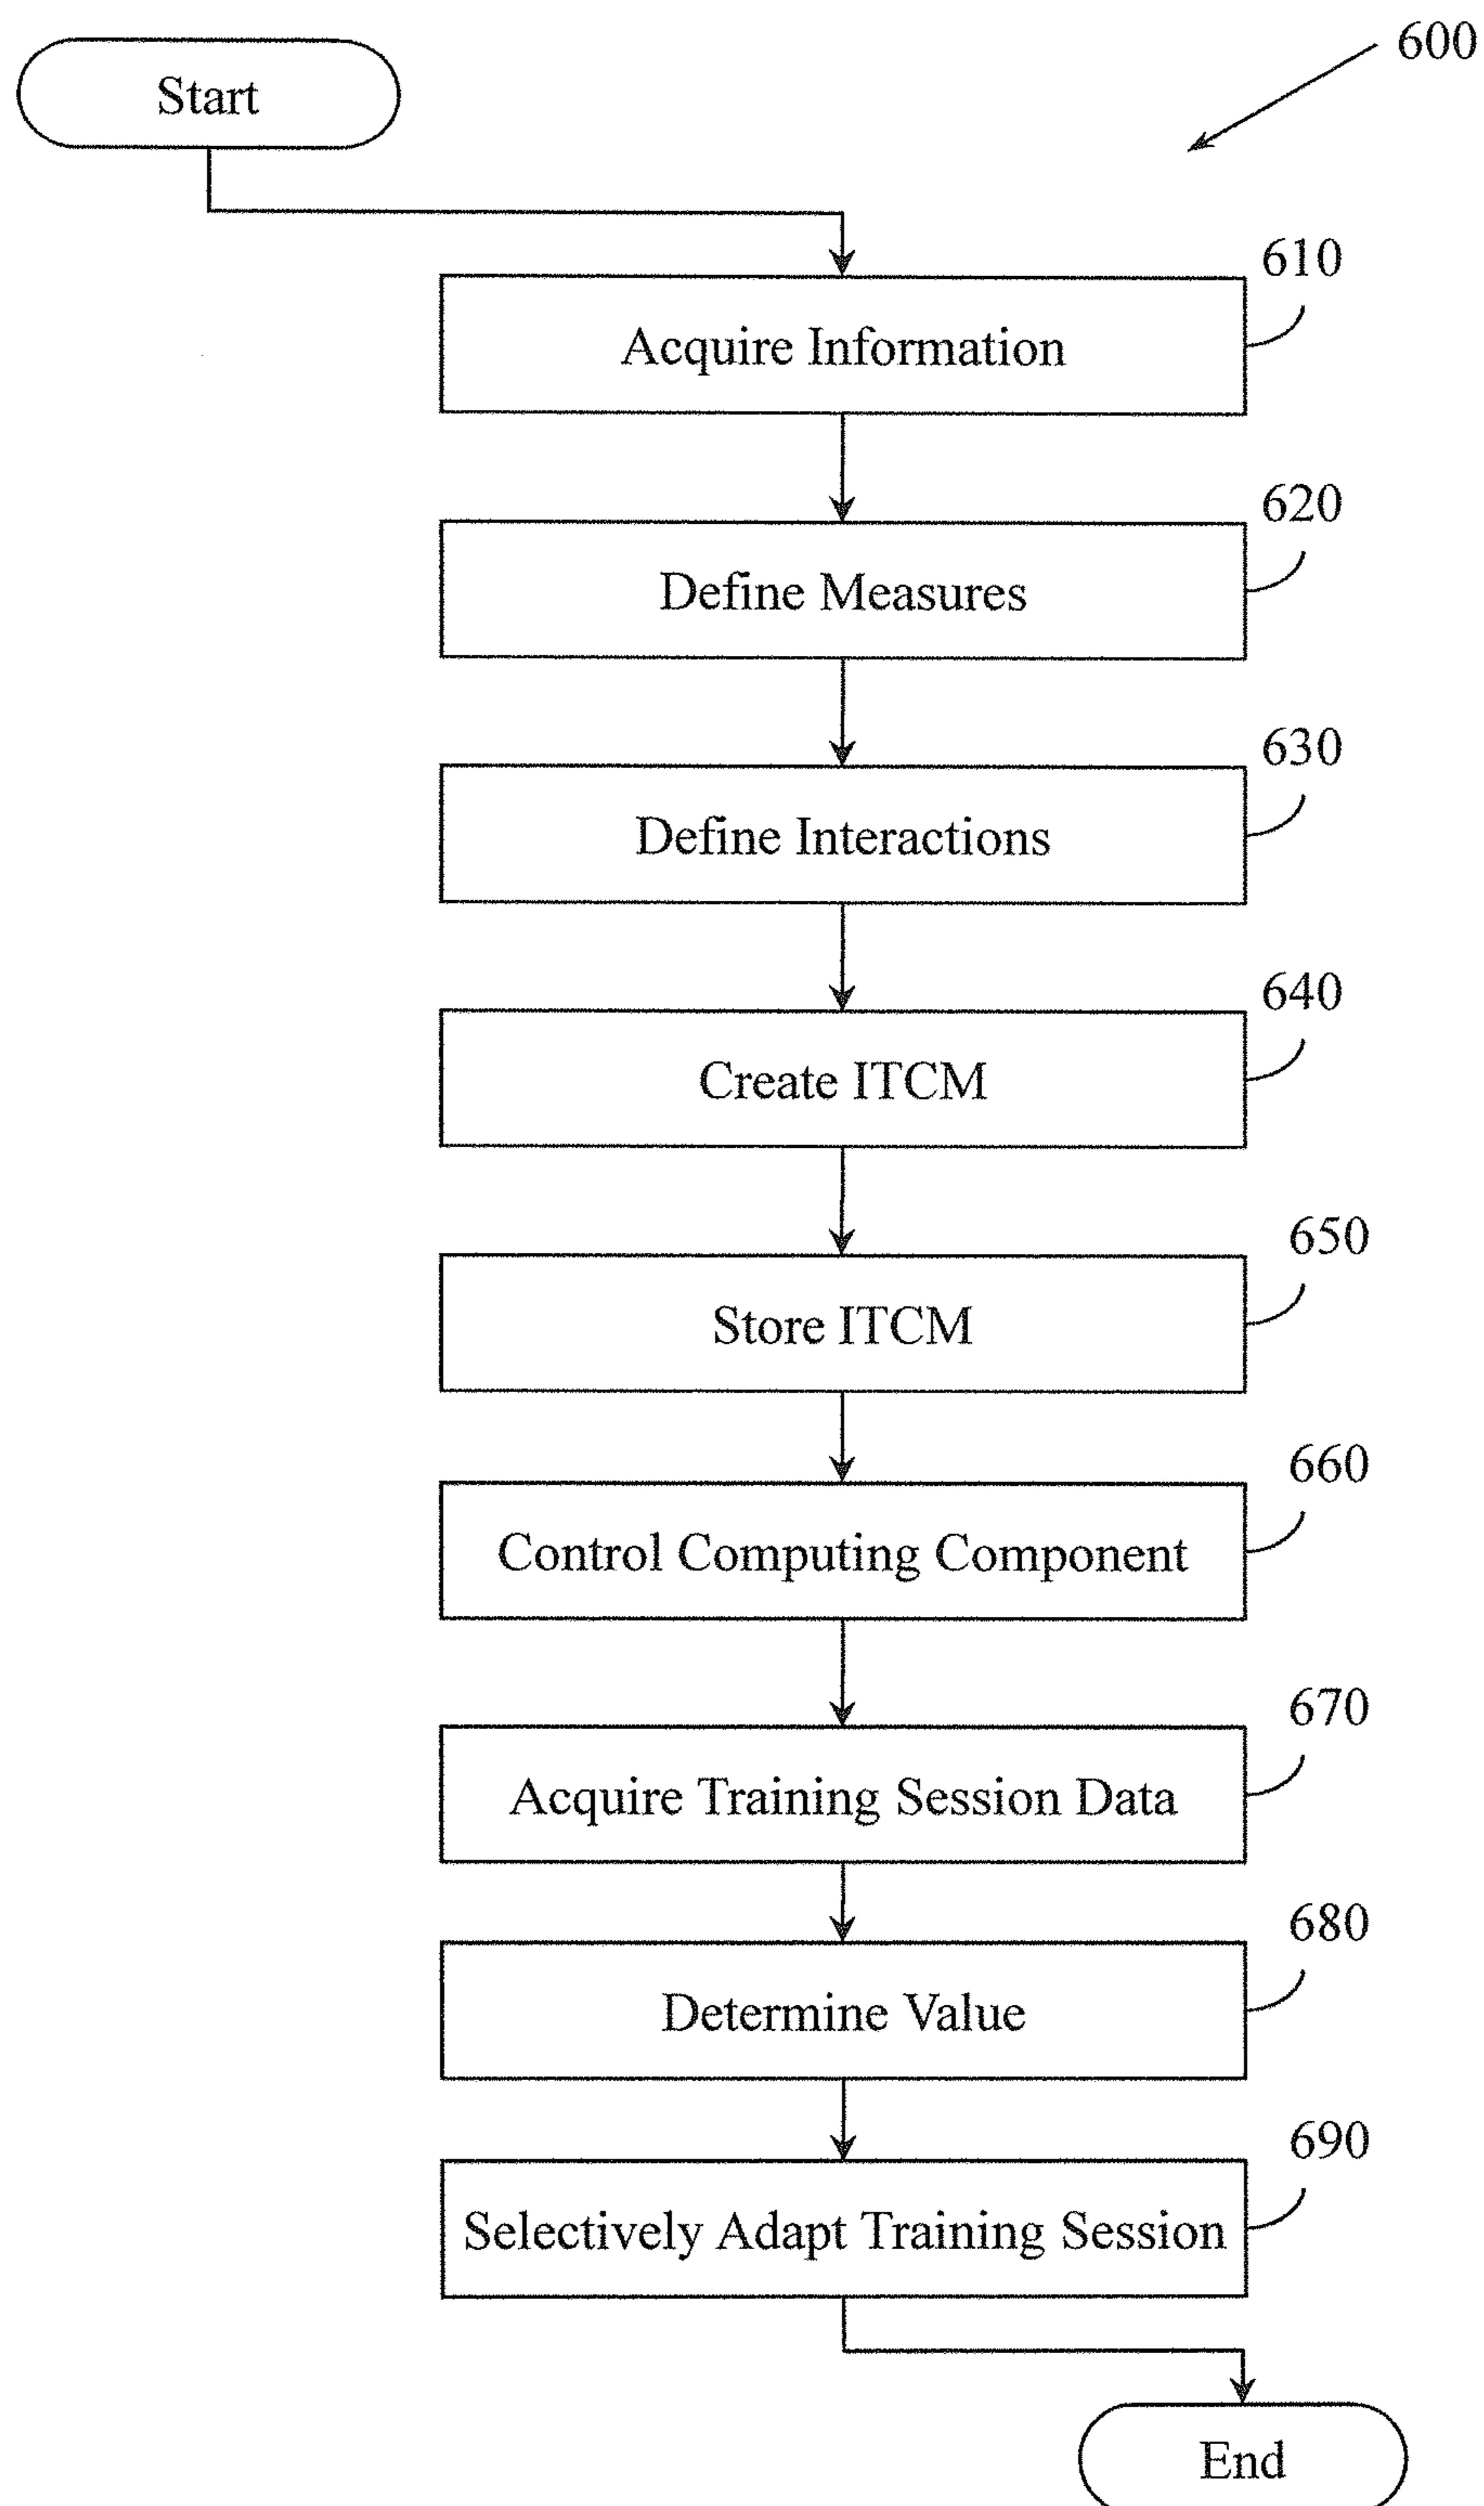 600
Start
610
Acquire Information
620
Define Measures
630
Define Interactions
640
Create ITCM
650
Store ITCM
660
Control Computing Component
670
Acquire Training Session Data
680
Determine Value
690
Selectively Adapt Training Session
End